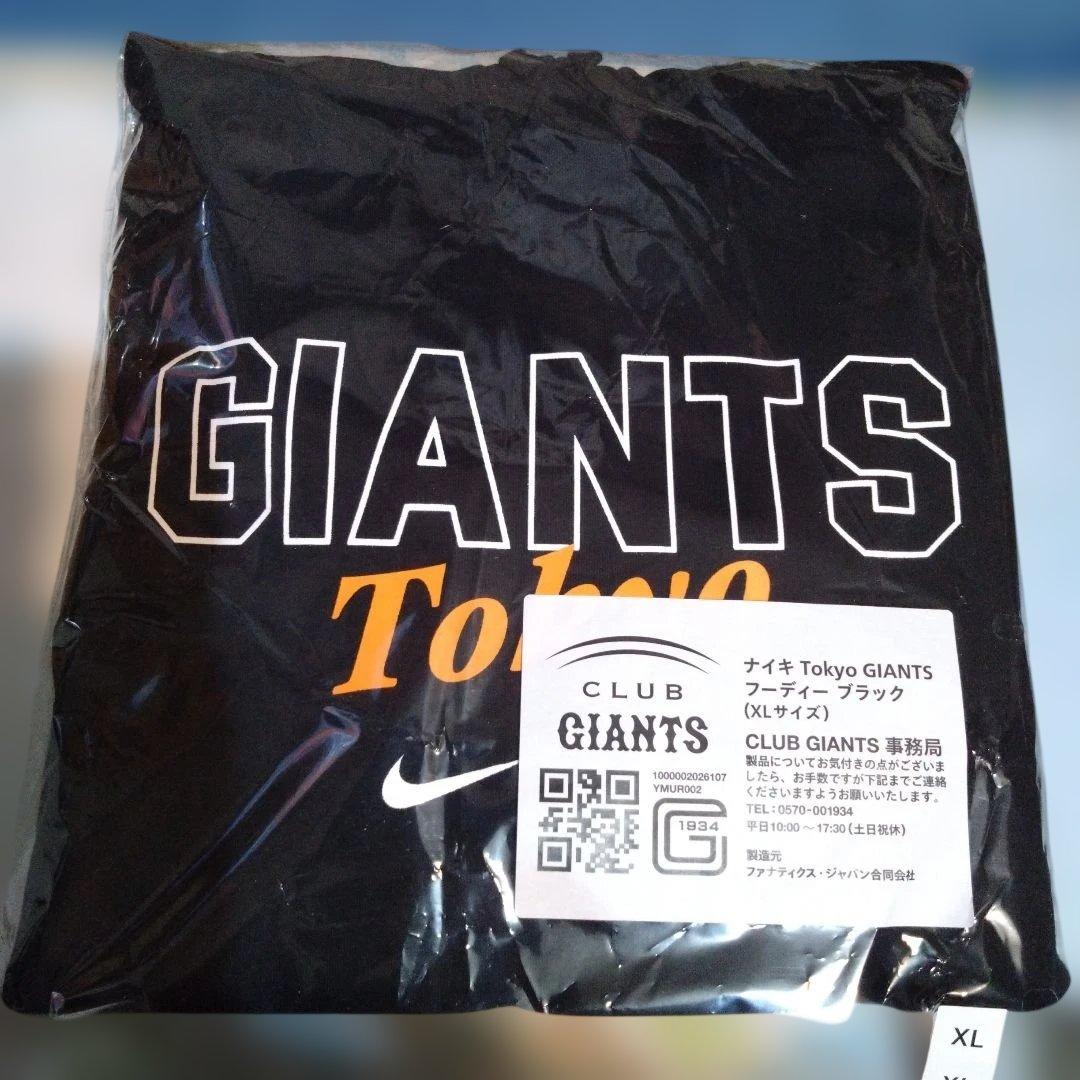 GIANTS
Tokyo
CLUB
GIANTS
1000002026107
YMUR002
1934
ナイキ Tokyo GIANTS
フーディー ブラック
(XLサイズ)
CLUB GIANTS 事務局
製品についてお気付きの点がございま
したら、お手数ですが下記までご連絡
くださいますようお願いいたします。
TEL:0570-001934
平日10:00～17:30(土日祝休)
製造元
ファナティクス・ジャパン合同会社
XL
XL